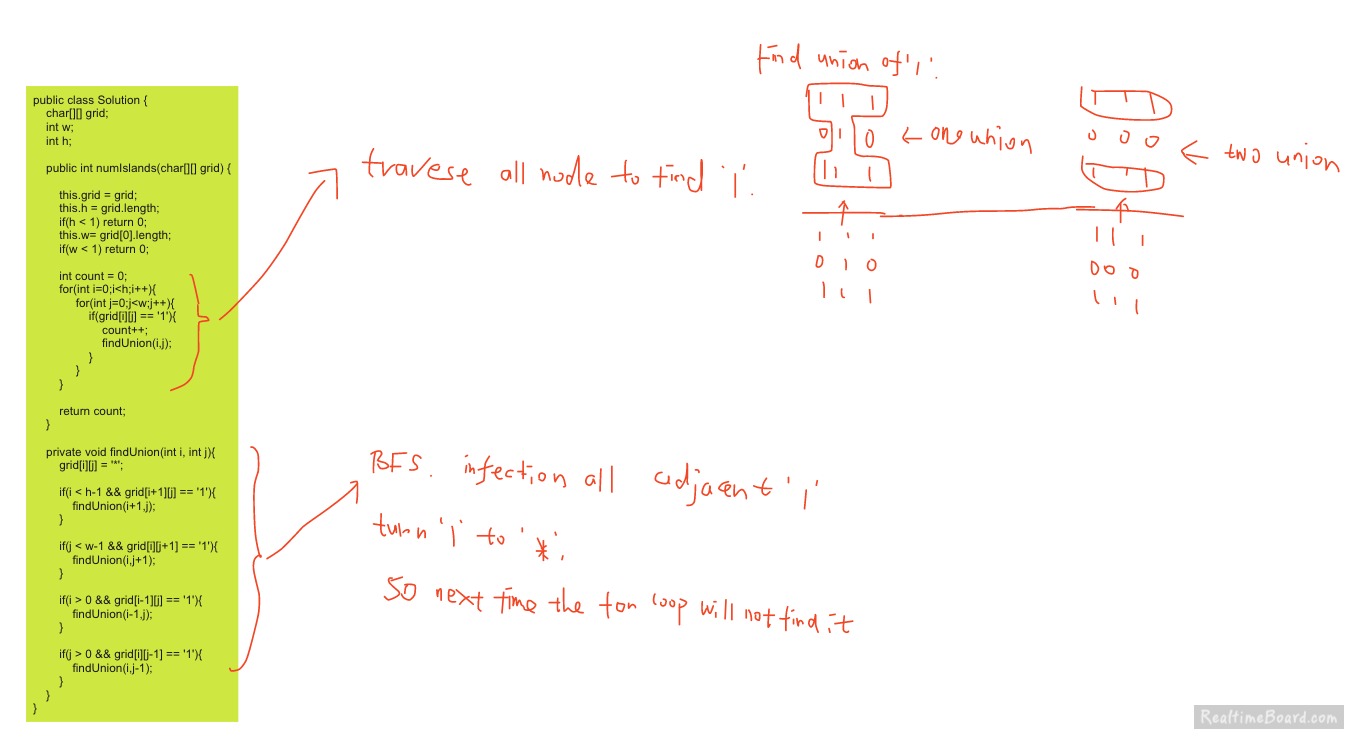 public class Solution {
char[][] grid;
int w;
int h;
public int numIslands(char[][] grid) {
this.grid = grid;
this.h = grid.length;
if(h < 1) return 0;
this.w= grid[0].length;
if(w < 1) return 0;
int count = 0;
for(int i=0;i<h;i++){
for(int j=0;j<w;j++){
if(grid[i][j] == '1'){
count++;
findUnion(i,j);
}
}
}
return count;
}
private void findUnion(int i, int j){
grid[i][j] = '*';
if(i < h-1 && grid[i+1][j] == '1'){
findUnion(i+1,j);
}
if(j < w-1 && grid[i][j+1] == '1'){
findUnion(i,j+1);
}
if(i > 0 && grid[i-1][j] == '1'){
findUnion(i-1,j);
}
if(j > 0 && grid[i][j-1] == '1'){
findUnion(i,j-1);
}
}
}
travese all node to find '1'.
Find union of '1'.
1 1 1
0 1 0
1 1 1
← one union
1 1 1
0 1 0
1 1 1
1 1 1
0 0 0
1 1 1
← two union
1 1 1
0 0 0
1 1 1
BFS. infection all adjacent '1'
turn '1' to '*'.
So next time the for loop will not find it
RealtimeBoard.com